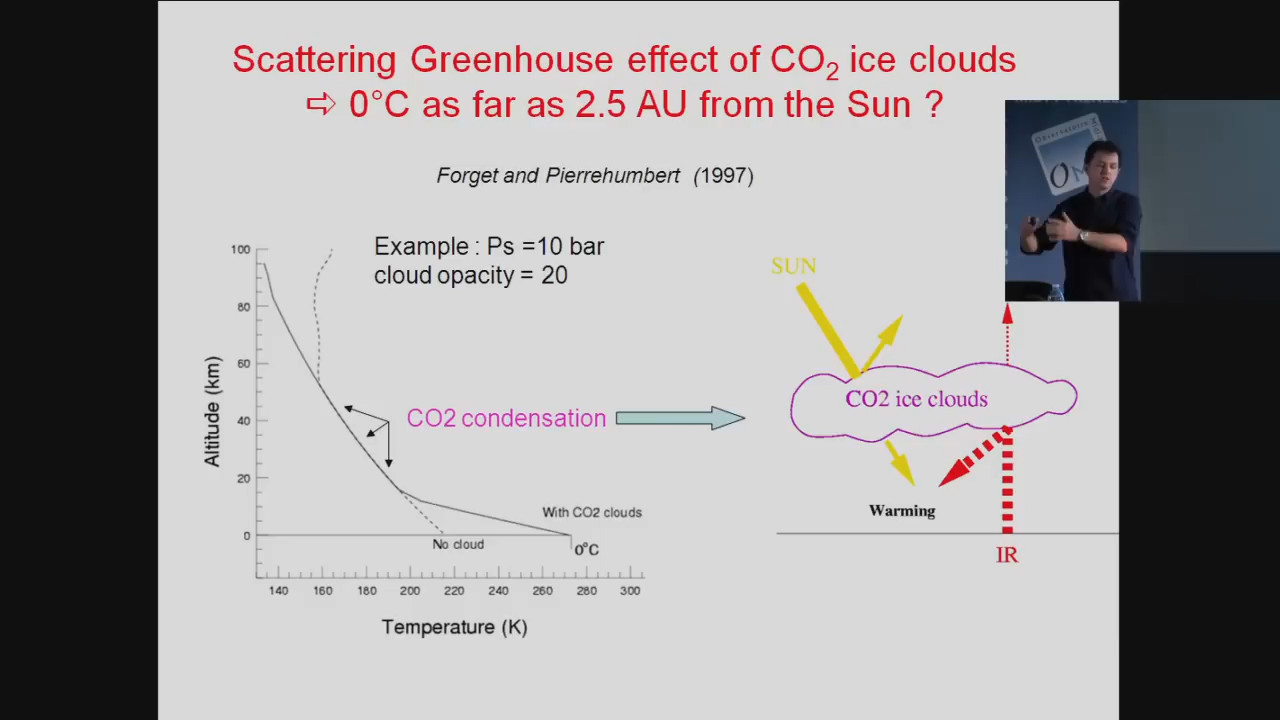 Scattering Greenhouse effect of CO2 ice clouds
⇨ 0°C as far as 2.5 AU from the Sun ?
Forget and Pierrehumbert (1997)
Example : Ps =10 bar
cloud opacity = 20
SUN
CO2 ice clouds
CO2 condensation
Warming
IR
With CO2 clouds
No cloud
0°C
Altitude (km)
100
80
60
40
20
0
140 160 180 200 220 240 260 280 300
Temperature (K)
Observatoire
OM